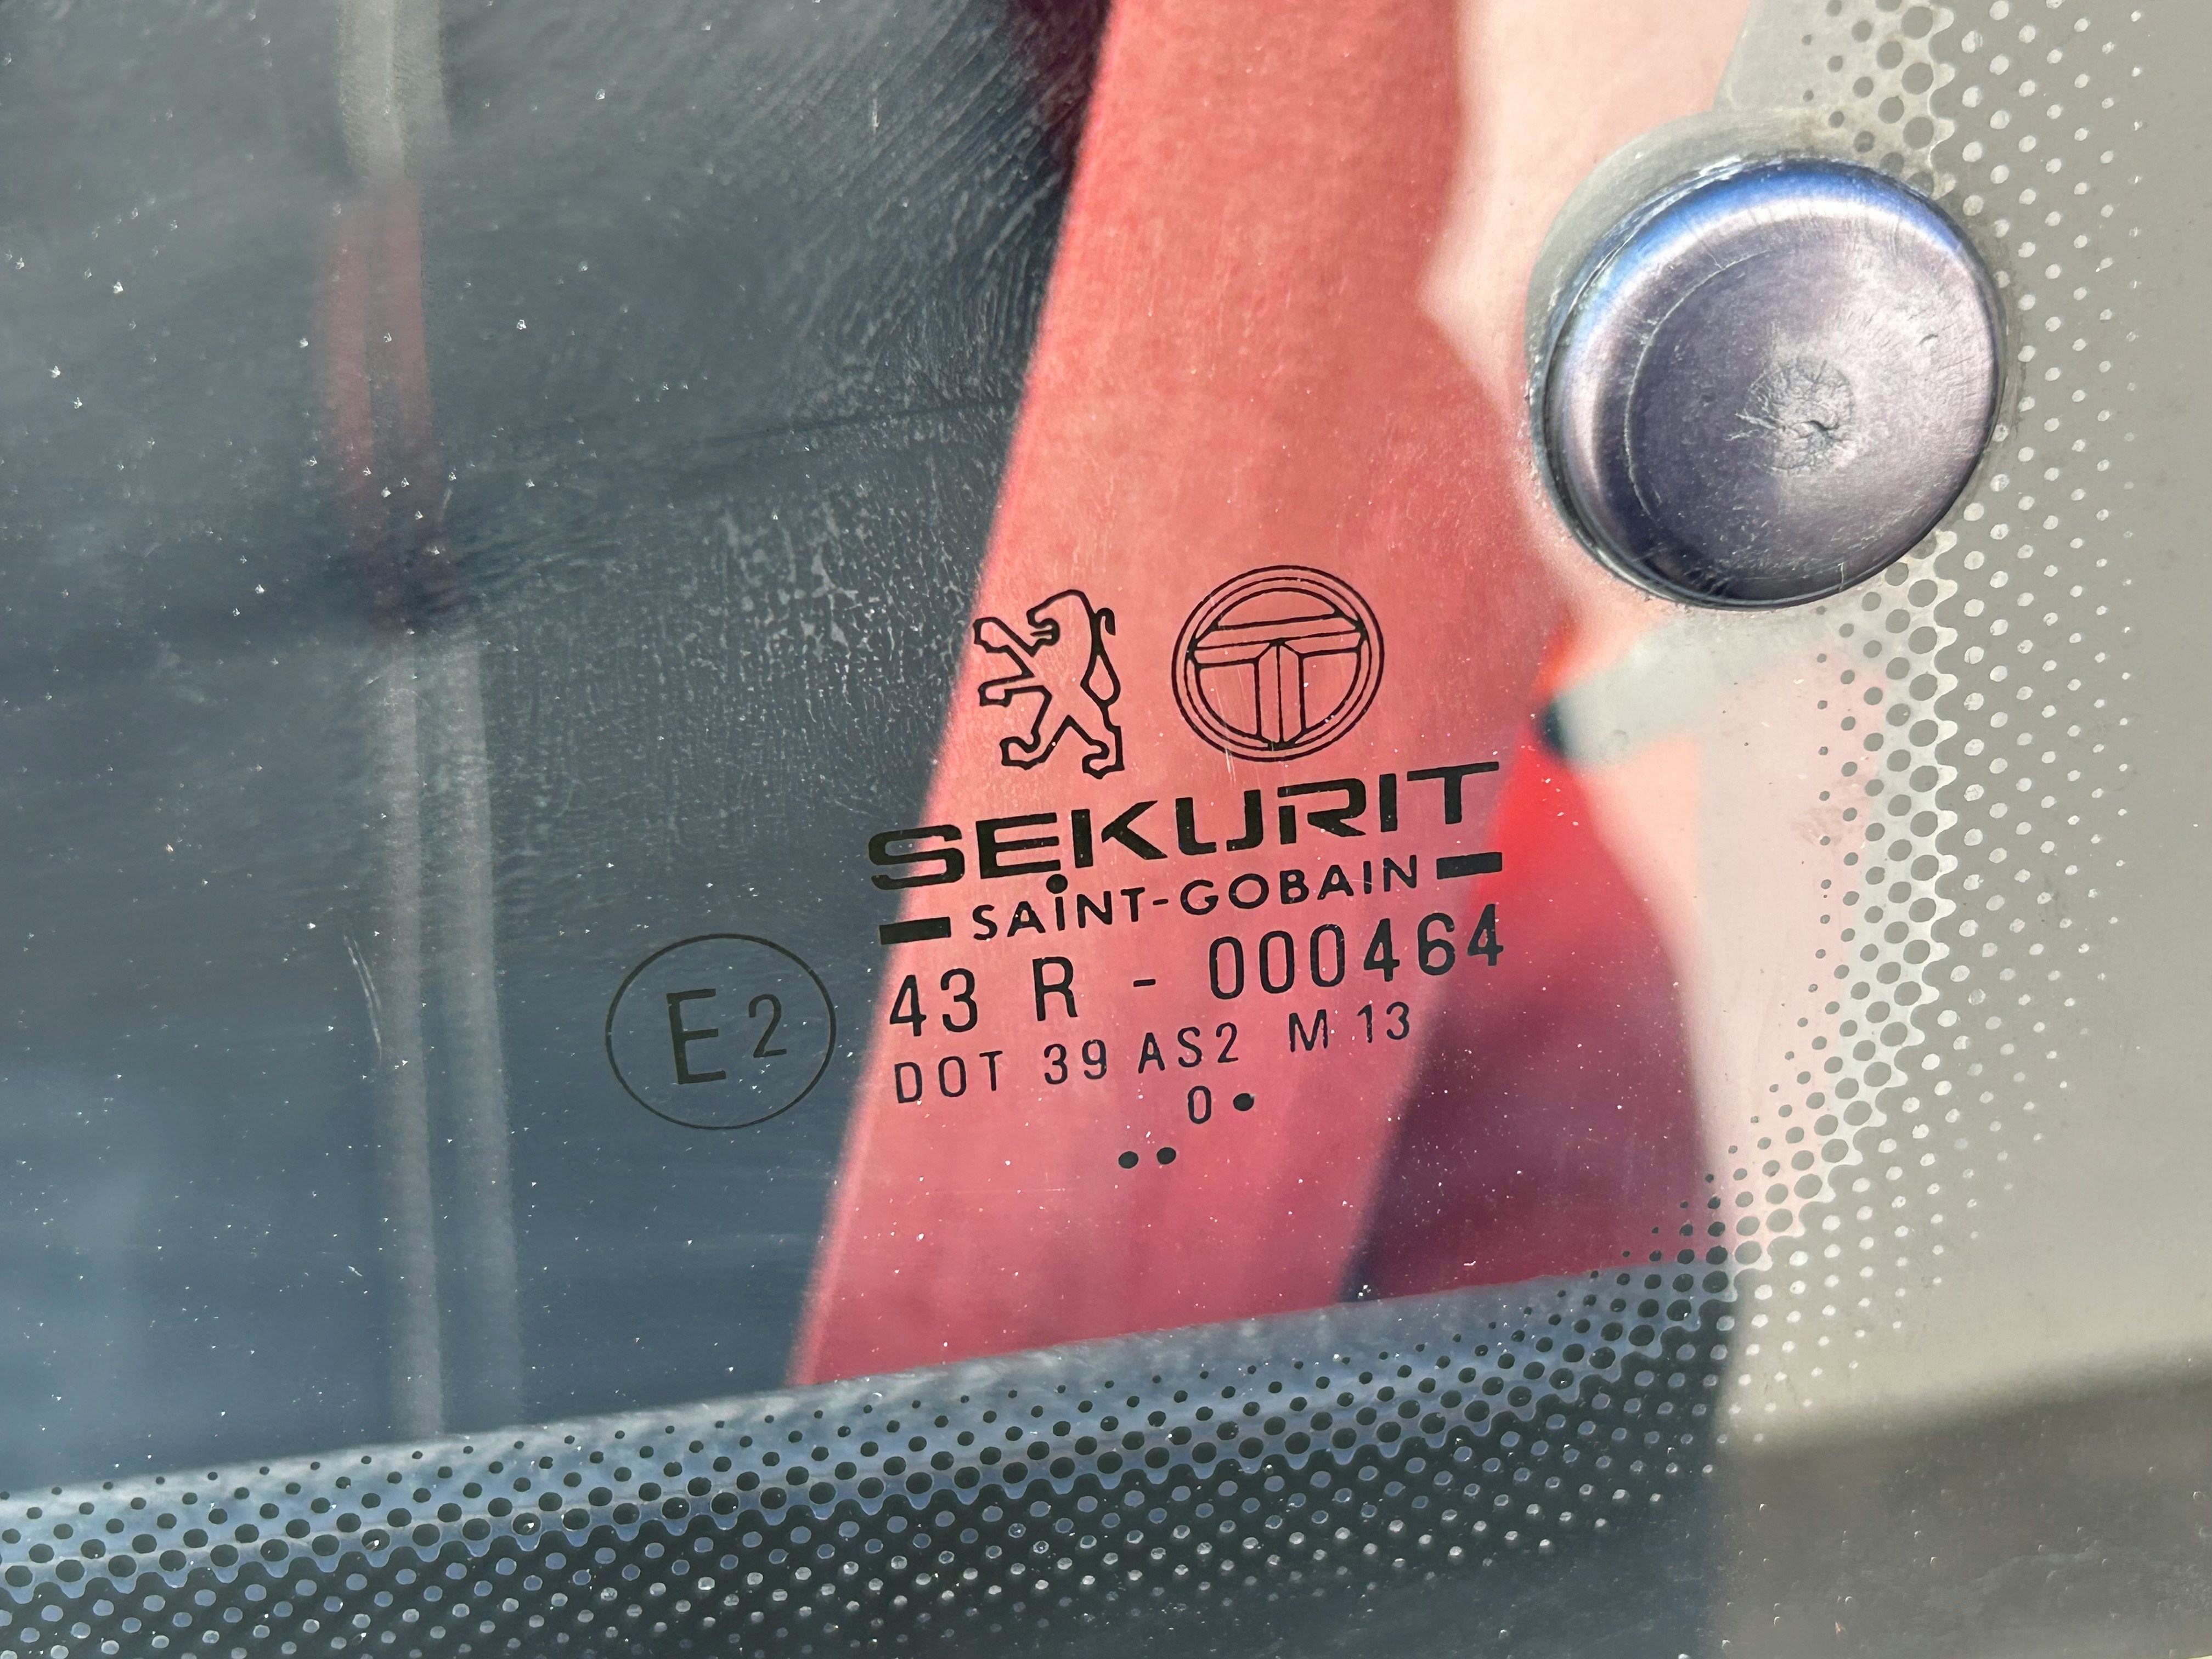 SEKURIT
SAINT-GOBAIN
E2
43 R - 000464
DOT 39 AS2 M 13
0 •
• •